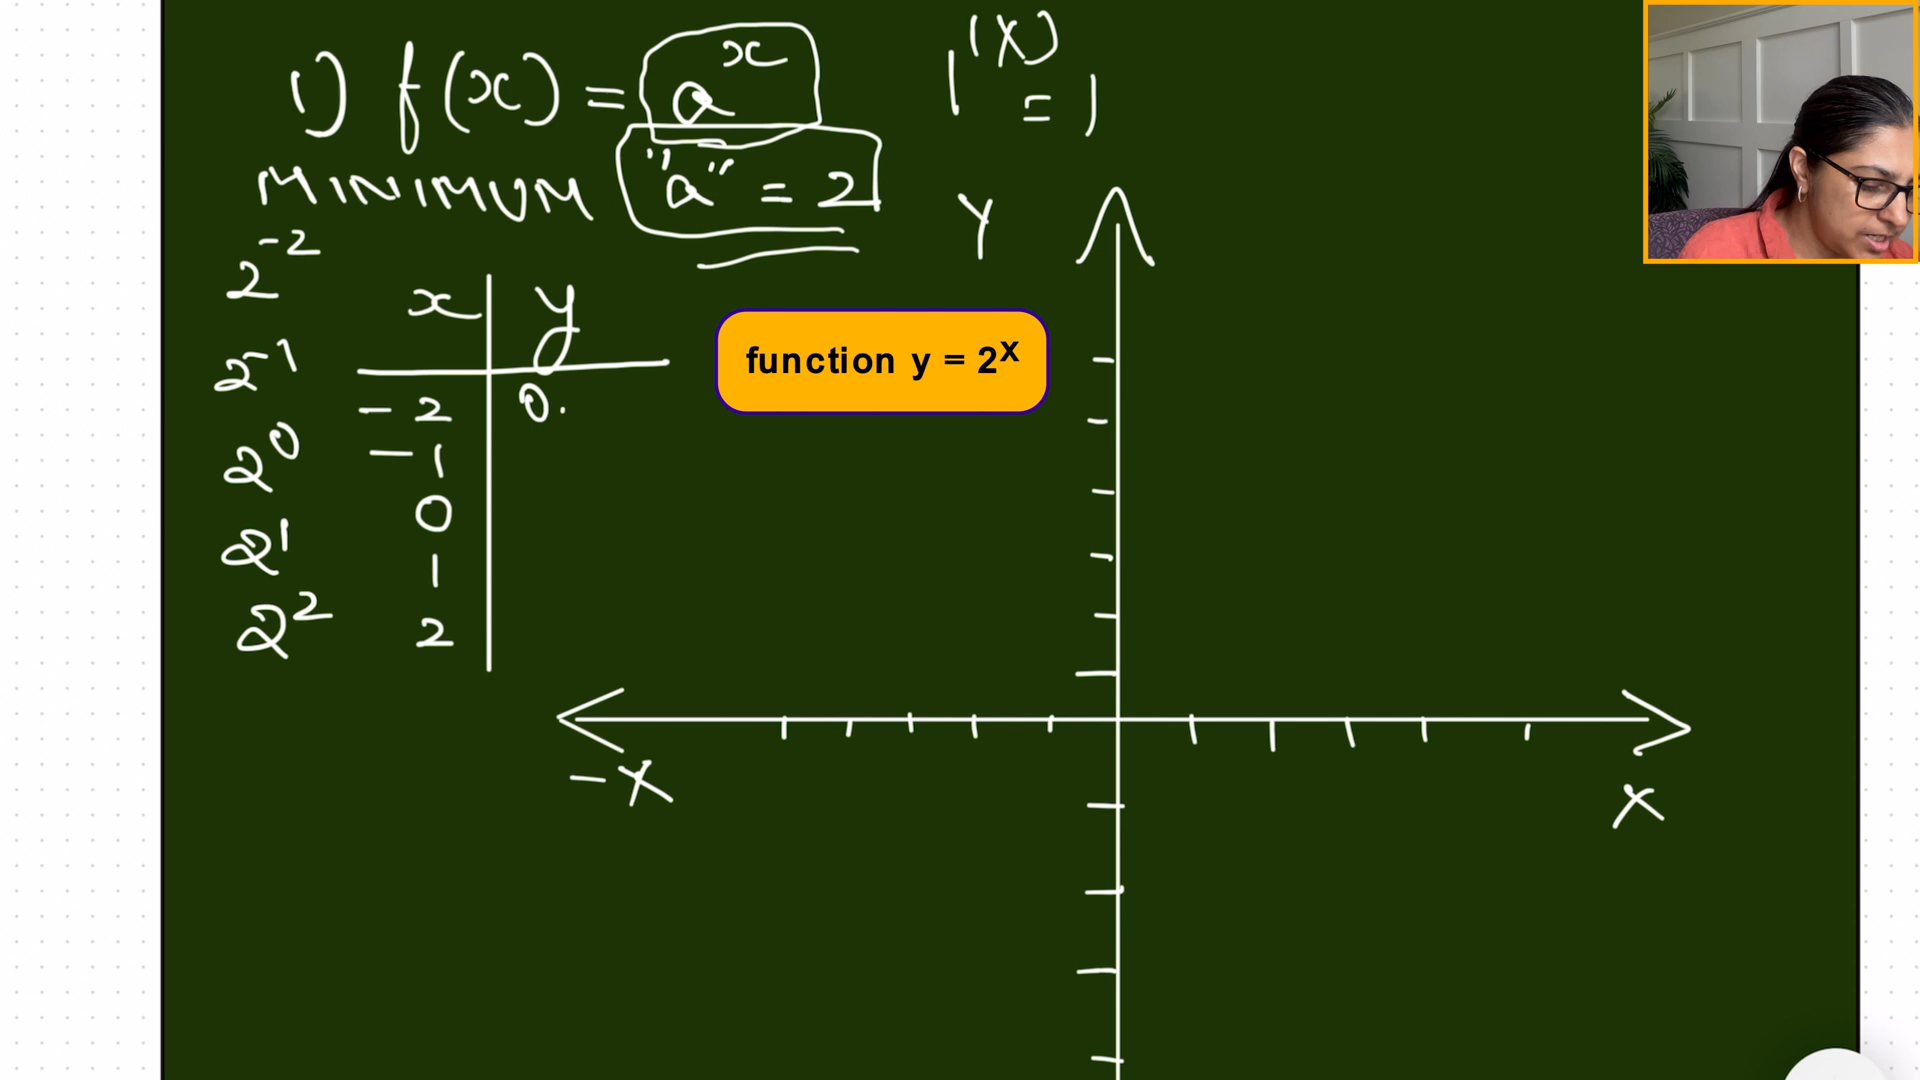 1) f(x) = a^x
1^(x) = 1
MINIMUM "a" = 2
Y
2^-2
x y
function y = 2^x
2^-1
-2 0.
-1
2^0
0
2^1
1
2^2
2
-X
X